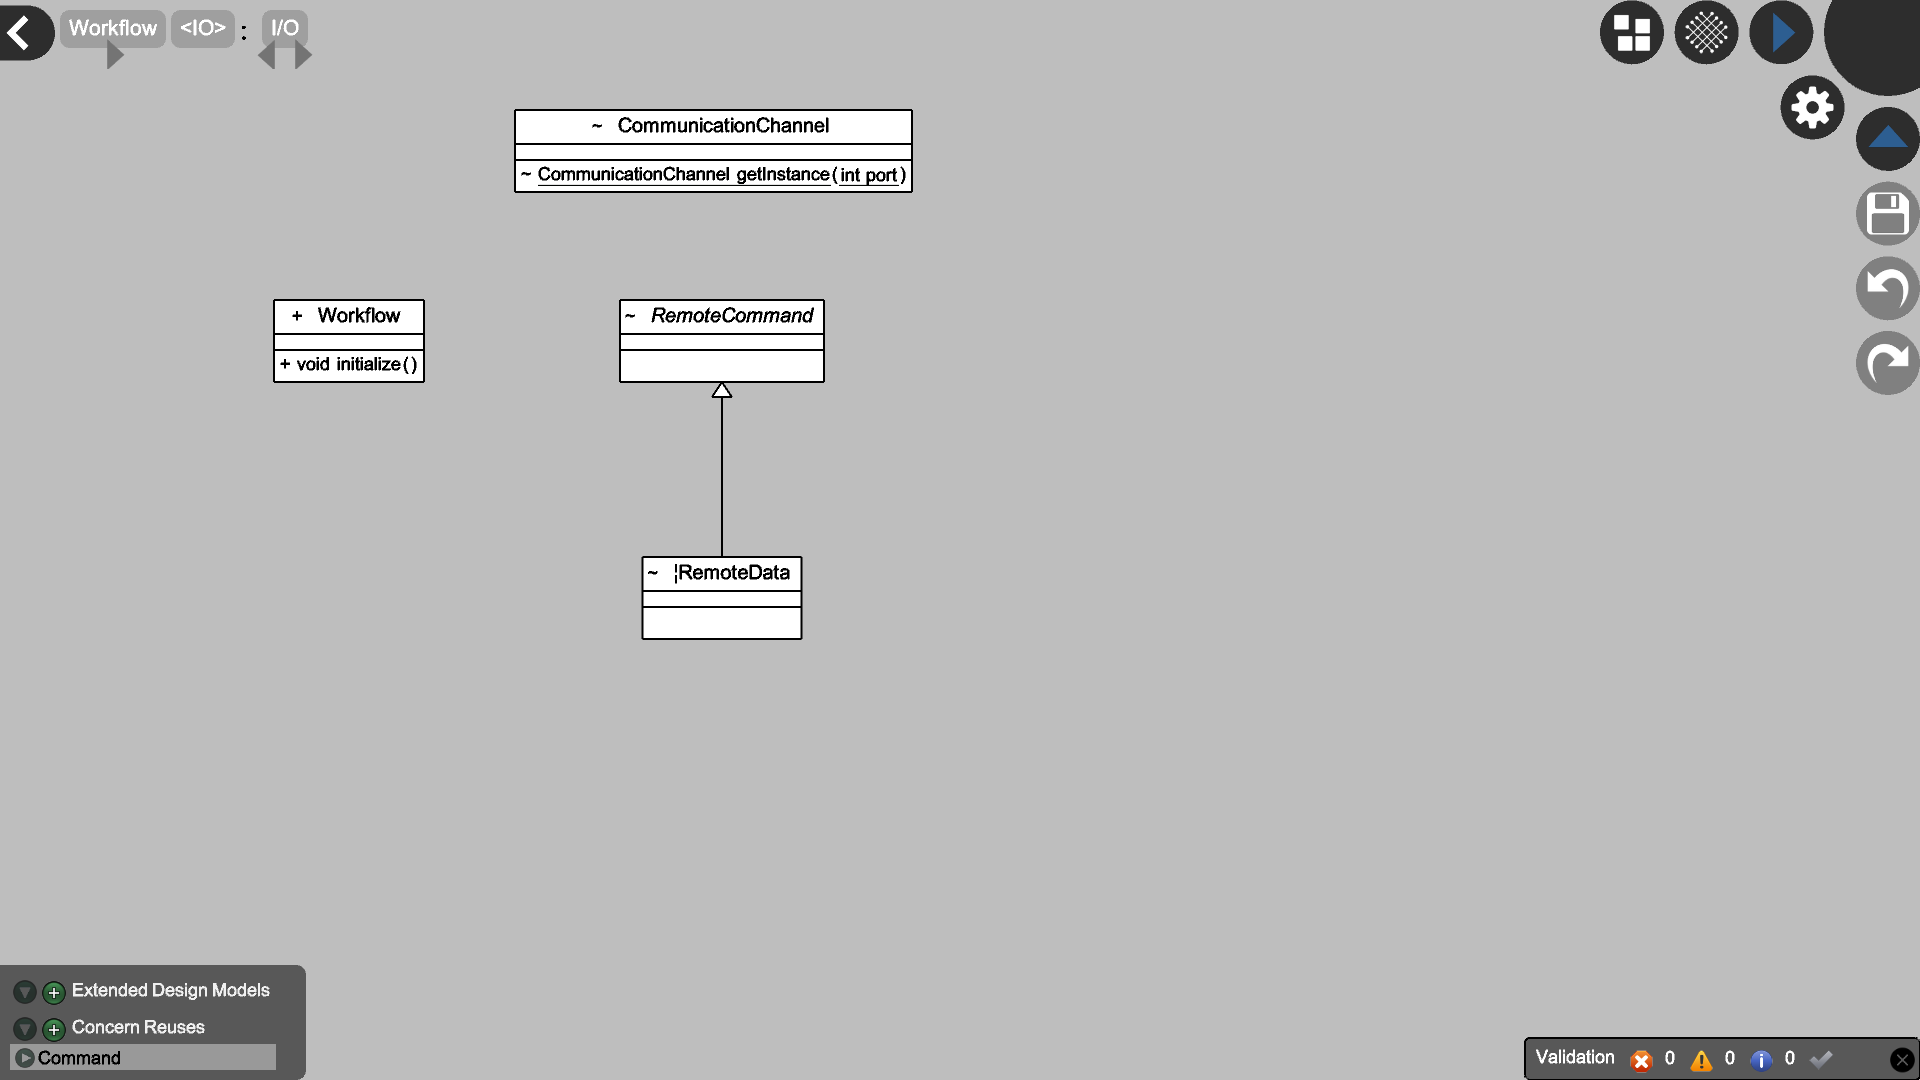 Workflow <IO> : I/O
~ CommunicationChannel
~ CommunicationChannel getInstance(int port)
+ Workflow
+ void initialize()
~ RemoteCommand
~ ¦RemoteData
Extended Design Models
Concern Reuses
Command
Validation 0 0 0